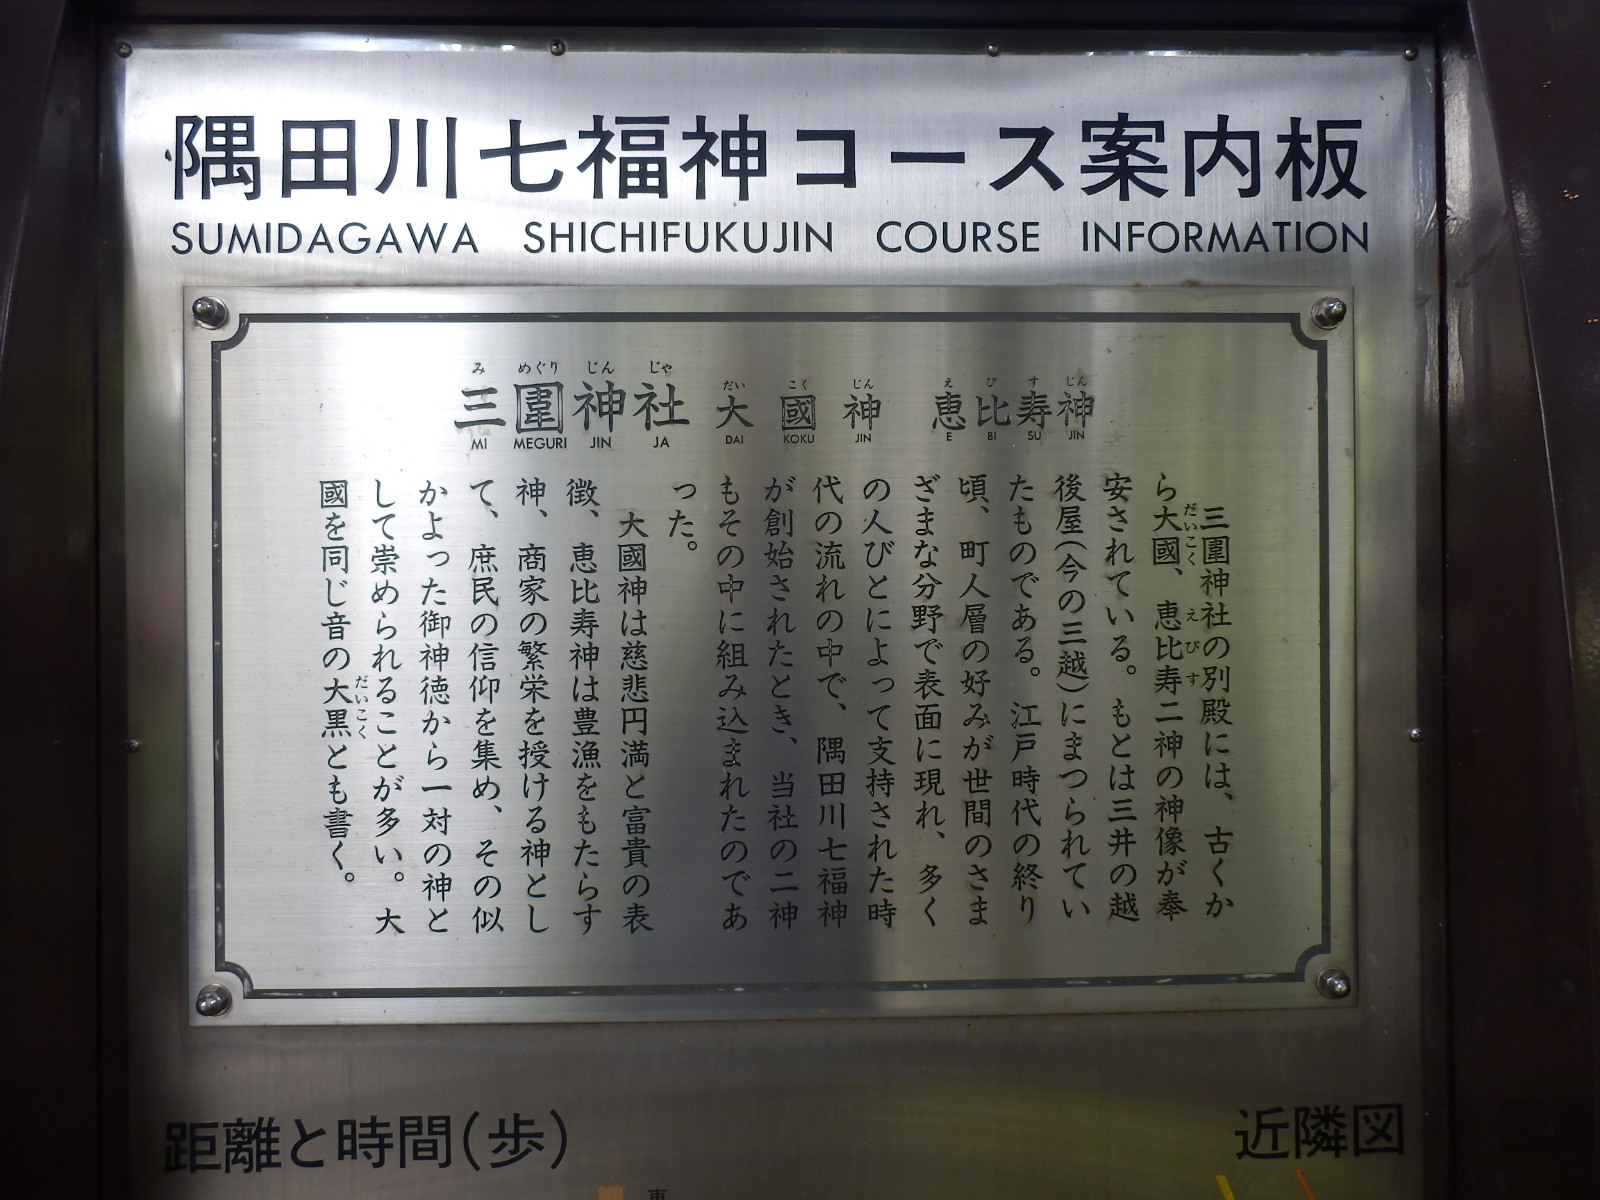 隅田川七福神コース案内板
SUMIDAGAWA SHICHIFUKUJIN COURSE INFORMATION
み めぐり じん じゃ だい こく じん え び す じん
三囲神社 大國神 恵比寿神
MI MEGURI JIN JA DAI KOKU JIN E BI SU JIN
三圍神社の別殿には、古くか
ら大國、恵比寿二神の神像が奉
だいこく えびす
安されている。もとは三井の越
後屋(今の三越)にまつられてい
たものである。江戸時代の終り
頃、町人層の好みが世間のさま
ざまな分野で表面に現れ、多く
の人びとによって支持された時
代の流れの中で、隅田川七福神
が創始されたとき、当社の二神
もその中に組み込まれたのであ
った。
大國神は慈悲円満と富貴の表
徴、恵比寿神は豊漁をもたらす
神、商家の繁栄を授ける神とし
て、庶民の信仰を集め、その似
かよった御神徳から一対の神と
して崇められることが多い。大
國を同じ音の大黒とも書く。
だいこく
距離と時間(歩)
近隣図